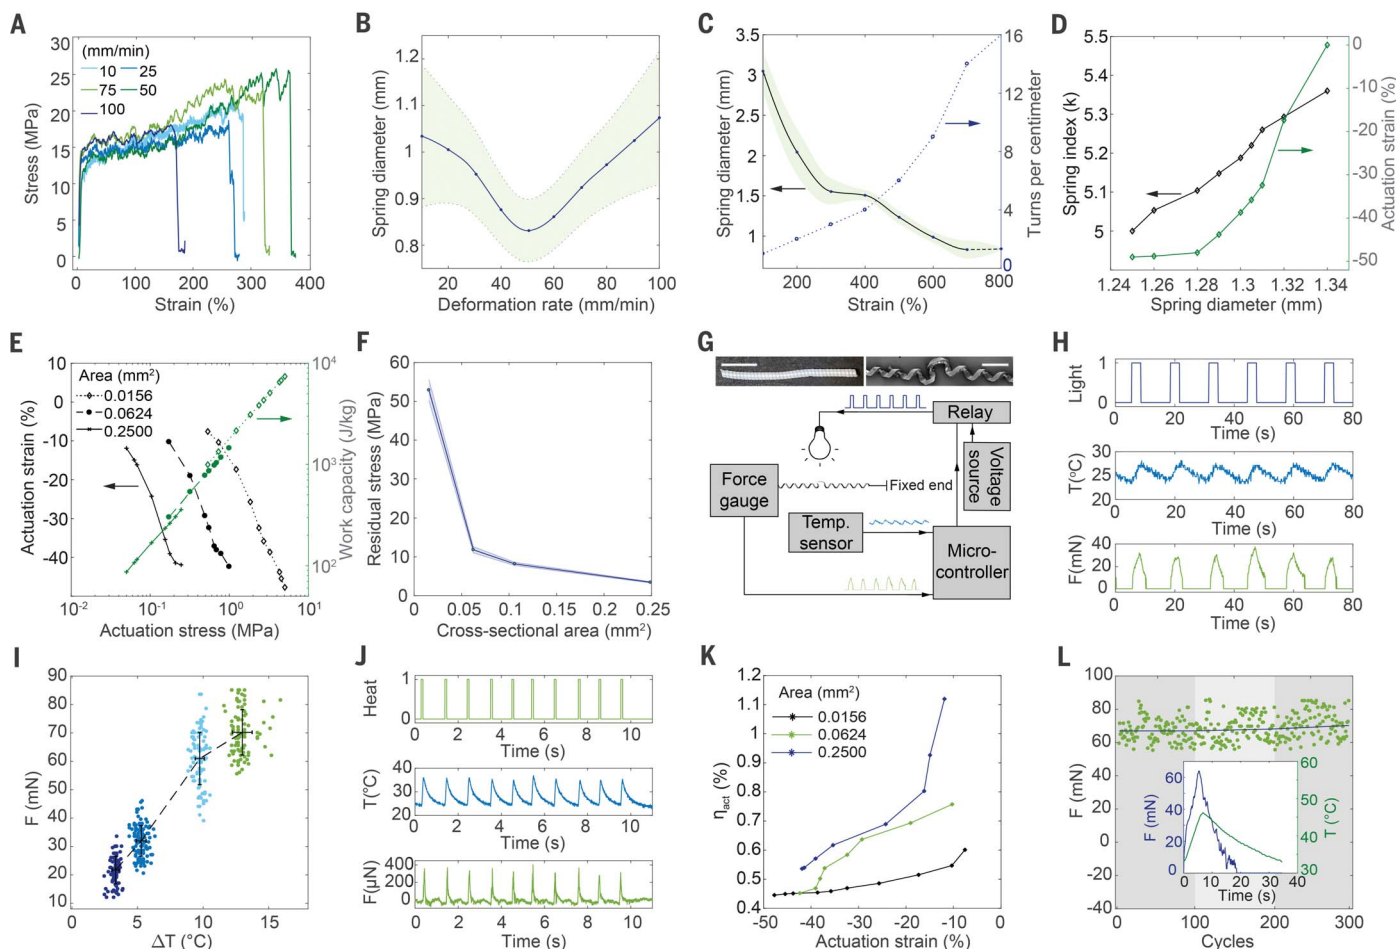 A
Stress (MPa)
30
25
20
15
10
5
0
(mm/min)
10 25
75 50
100
0 100 200 300 400
Strain (%)
B
Spring diameter (mm)
1.2
1.1
1
0.9
0.8
20 40 60 80 100
Deformation rate (mm/min)
C
Spring diameter (mm)
3.5
3
2.5
2
1.5
1
200 400 600 800
Strain (%)
16
12
8
4
0
Turns per centimeter
D
Spring index (k)
5.5
5.4
5.3
5.2
5.1
5
1.24 1.26 1.28 1.3 1.32 1.34
Spring diameter (mm)
0
-10
-20
-30
-40
-50
Actuation strain (%)
E
Actuation strain (%)
10
0
-10
-20
-30
-40
Area (mm²)
0.0156
0.0624
0.2500
10⁻² 10⁻¹ 10⁰ 10¹
Actuation stress (MPa)
10⁴
10³
10²
Work capacity (J/kg)
F
Residual stress (MPa)
60
50
40
30
20
10
0
0 0.05 0.1 0.15 0.2 0.25
Cross-sectional area (mm²)
G
Relay
Voltage
source
Force
gauge
Fixed end
Temp.
sensor
Micro-
controller
H
Light
1
0
0 20 40 60 80
Time (s)
T(°C)
30
25
20
0 20 40 60 80
Time (s)
F(mN)
40
20
0
0 20 40 60 80
Time (s)
I
F (mN)
90
80
70
60
50
40
30
20
10
0 5 10 15
ΔT (°C)
J
Heat
1
0
0 2 4 6 8 10
Time (s)
T(°C)
40
30
20
0 2 4 6 8 10
Time (s)
F(µN)
400
200
0
0 2 4 6 8 10
Time (s)
K
ηact (%)
1.2
1.1
1
0.9
0.8
0.7
0.6
0.5
0.4
Area (mm²)
0.0156
0.0624
0.2500
-50 -40 -30 -20 -10 0
Actuation strain (%)
L
F (mN)
100
80
60
40
20
0
-20
-40
F (mN)
60
40
20
0
60
50
40
30
T (°C)
0 10 20 30 40
Time (s)
0 100 200 300
Cycles